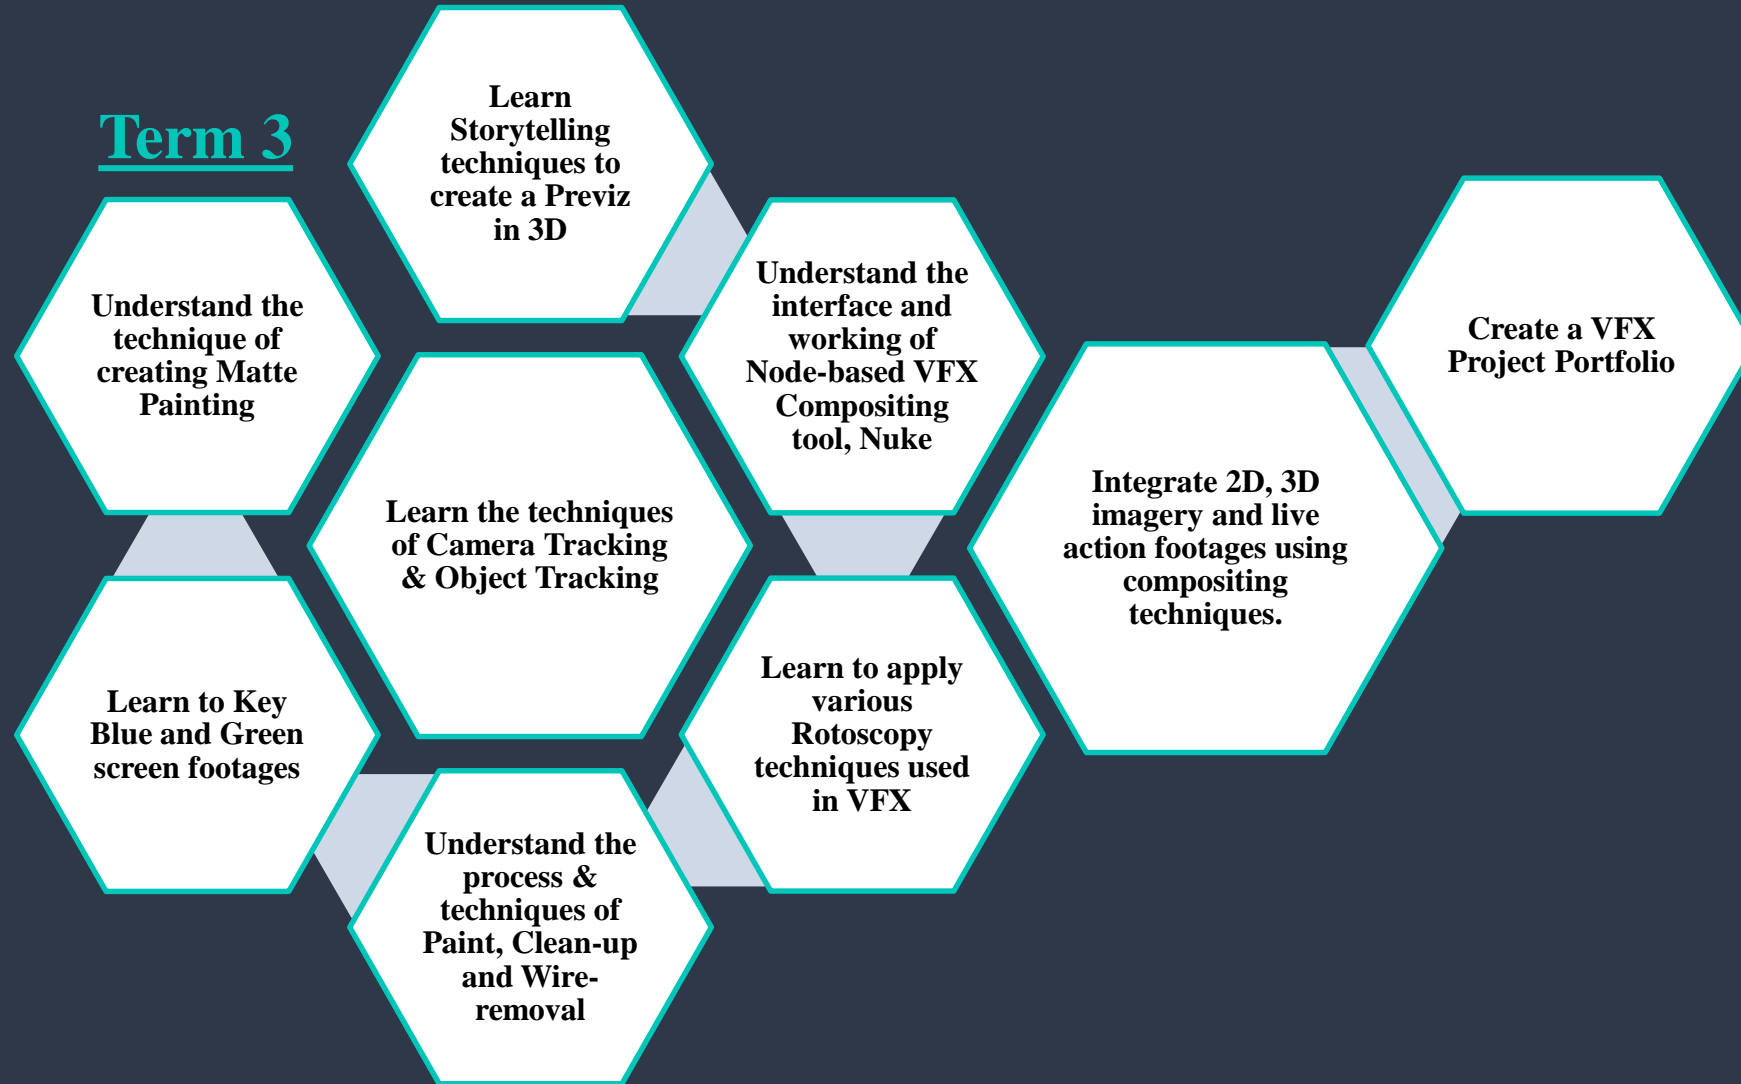 Term 3
Learn
Storytelling
techniques to
create a Previz
in 3D
Understand the
interface and
working of
Node-based VFX
Compositing
tool, Nuke
Learn to apply
various
Rotoscopy
techniques used
in VFX
Understand the
process &
techniques of
Paint, Clean-up
and Wire-
removal
Learn to Key
Blue and Green
screen footages
Understand the
technique of
creating Matte
Painting
Learn the techniques
of Camera Tracking
& Object Tracking
Integrate 2D, 3D
imagery and live
action footages using
compositing
techniques.
Create a VFX
Project Portfolio